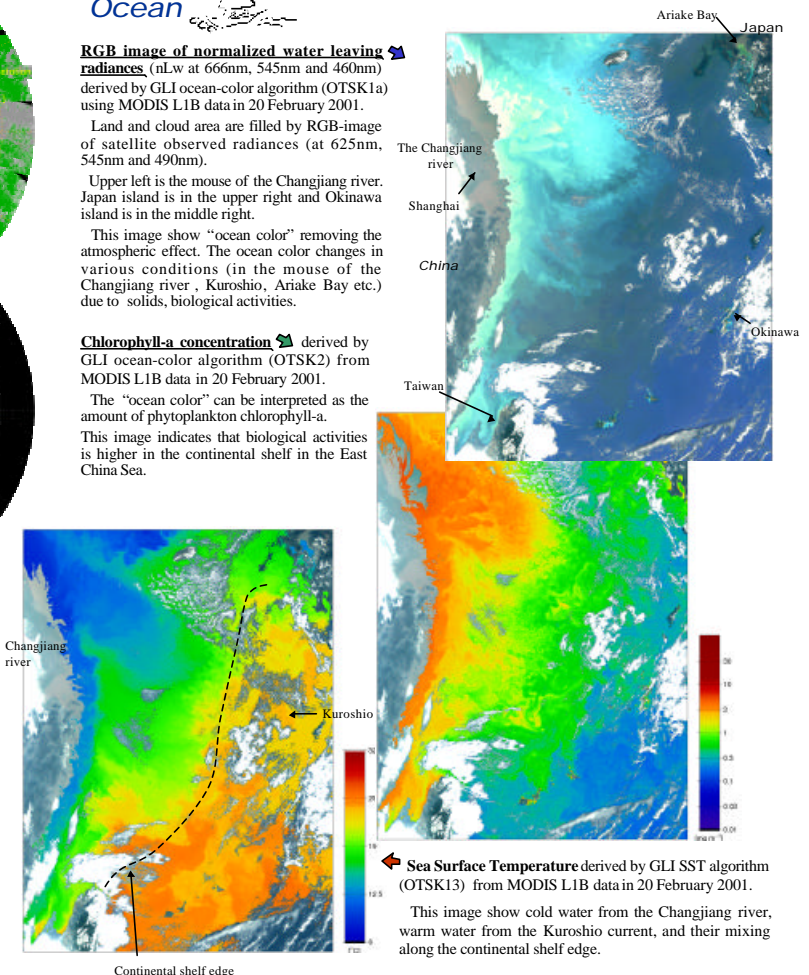 Ocean
RGB image of normalized water leaving
radiances (nLw at 666nm, 545nm and 460nm)
derived by GLI ocean-color algorithm (OTSK1a)
using MODIS L1B data in 20 February 2001.
Land and cloud area are filled by RGB-image
of satellite observed radiances (at 625nm,
545nm and 490nm).
Upper left is the mouse of the Changjiang river.
Japan island is in the upper right and Okinawa
island is in the middle right.
This image show “ocean color” removing the
atmospheric effect. The ocean color changes in
various conditions (in the mouse of the
Changjiang river , Kuroshio, Ariake Bay etc.)
due to solids, biological activities.
Chlorophyll-a concentration derived by
GLI ocean-color algorithm (OTSK2) from
MODIS L1B data in 20 February 2001.
The “ocean color” can be interpreted as the
amount of phytoplankton chlorophyll-a.
This image indicates that biological activities
is higher in the continental shelf in the East
China Sea.
Ariake Bay
Japan
The Changjiang
river
Shanghai
China
Okinawa
Taiwan
Changjiang
river
Kuroshio
Continental shelf edge
10
2
1
0.5
0.1
0.01
Sea Surface Temperature derived by GLI SST algorithm
(OTSK13) from MODIS L1B data in 20 February 2001.
This image show cold water from the Changjiang river,
warm water from the Kuroshio current, and their mixing
along the continental shelf edge.